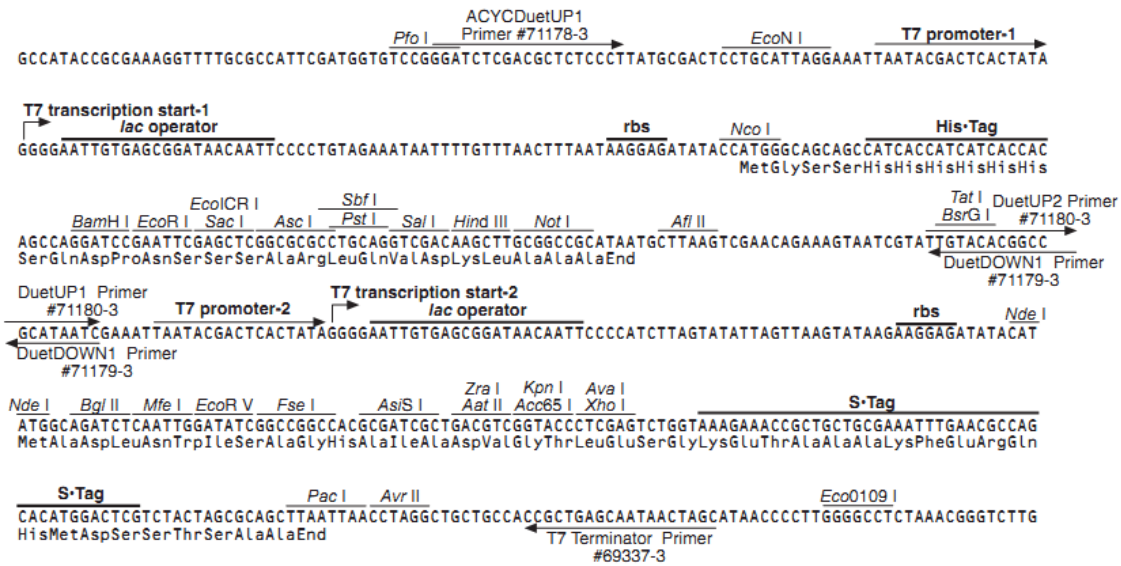 ACYCDuetUP1
Pfo I Primer #71178-3 EcoN I T7 promoter-1
GCCATACCGCGAAAGGTTTTGCGCCATTCGATGGTGTCCGGGATCTCGACGCTCTCCCTTATGCGACTCCTGCATTAGGAAATTAATACGACTCACTATA
T7 transcription start-1
lac operator rbs Nco I His•Tag
GGGGAATTGTGAGCGGATAACAATTCCCCTGTAGAAATAATTTTGTTTAACTTTAATAAGGAGATATACCATGGGCAGCAGCCATCACCATCATCACCAC
MetGlySerSerHisHisHisHisHisHis
EcoICR I Sbf I Tat I DuetUP2 Primer
BamH I EcoR I Sac I Asc I Pst I Sal I Hind III Not I Afl II BsrG I #71180-3
AGCCAGGATCCGAATTCGAGCTCGGCGCGCCTGCAGGTCGACAAGCTTGCGGCCGCATAATGCTTAAGTCGAACAGAAAGTAATCGTATTGTACACGGCC
SerGlnAspProAsnSerSerSerAlaArgLeuGlnValAspLysLeuAlaAlaAlaEnd
DuetDOWN1 Primer
#71179-3
DuetUP1 Primer T7 transcription start-2
#71180-3 T7 promoter-2 lac operator rbs Nde I
GCATAATCGAAATTAATACGACTCACTATAGGGGAATTGTGAGCGGATAACAATTCCCCATCTTAGTATATTAGTTAAGTATAAGAAGGAGATATACAT
DuetDOWN1 Primer
#71179-3
Zra I Kpn I Ava I
Nde I Bgl II Mfe I EcoR V Fse I AsiS I Aat II Acc65 I Xho I S•Tag
ATGGCAGATCTCAATTGGATATCGGCCGGCCACGCGATCGCTGACGTCGGTACCCTCGAGTCTGGTAAAGAAACCGCTGCTGCGAAATTTGAACGCCAG
MetAlaAspLeuAsnTrpIleSerAlaGlyHisAlaIleAlaAspValGlyThrLeuGluSerGlyLysGluThrAlaAlaAlaLysPheGluArgGln
S•Tag Pac I Avr II Eco0109 I
CACATGGACTCGTCTACTAGCGCAGCTTAATTAACCTAGGCTGCTGCCACCGCTGAGCAATAACTAGCATAACCCCTTGGGGCCTCTAAACGGGTCTTG
HisMetAspSerSerThrSerAlaAlaEnd
T7 Terminator Primer
#69337-3